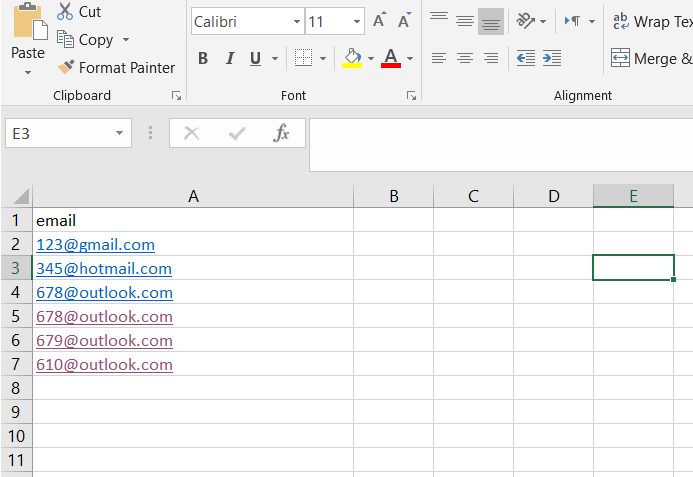 Cut
Calibri 11 A A
ab Wrap Tex
Paste
Copy
B I U A
Merge &
Format Painter
Clipboard Font Alignment
E3 fx
A B C D E
1 email
2 123@gmail.com
3 345@hotmail.com
4 678@outlook.com
5 678@outlook.com
6 679@outlook.com
7 610@outlook.com
8
9
10
11